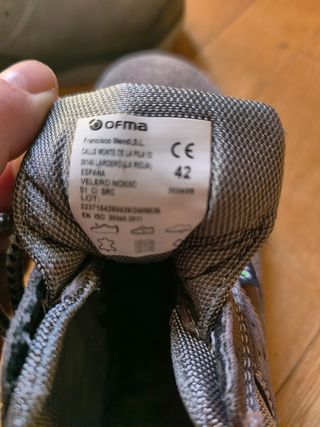 OFMA
Francisco Mendi, S.L.
CALLE MONTE DE LA PILA 12
26140 LARDERO (LA RIOJA)
ESPAÑA
VELERO NOBEC
S1 CI SRC
LOT:
EN ISO 20345:2011
CE
42